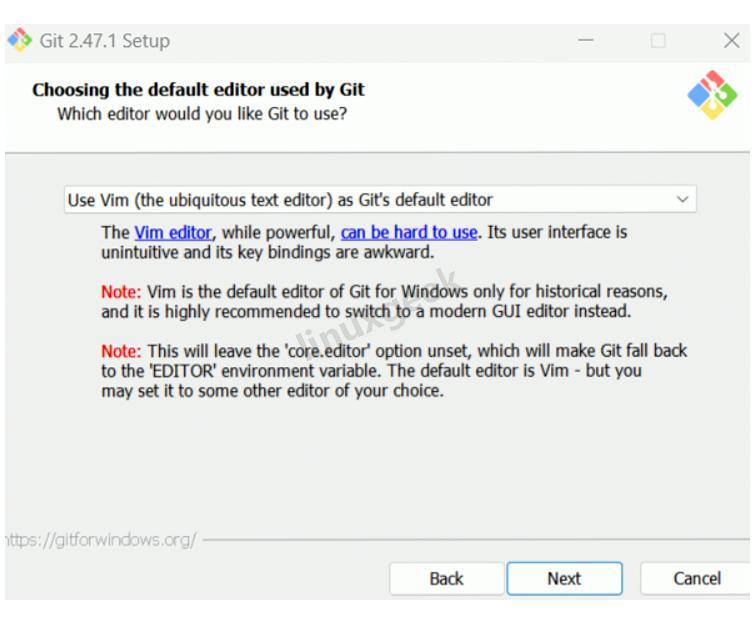 Git 2.47.1 Setup
Choosing the default editor used by Git
Which editor would you like Git to use?
Use Vim (the ubiquitous text editor) as Git's default editor
The Vim editor, while powerful, can be hard to use. Its user interface is
unintuitive and its key bindings are awkward.
Note: Vim is the default editor of Git for Windows only for historical reasons,
and it is highly recommended to switch to a modern GUI editor instead.
linuxgeek
Note: This will leave the 'core.editor' option unset, which will make Git fall back
to the 'EDITOR' environment variable. The default editor is Vim - but you
may set it to some other editor of your choice.
https://gitforwindows.org/
Back
Next
Cancel